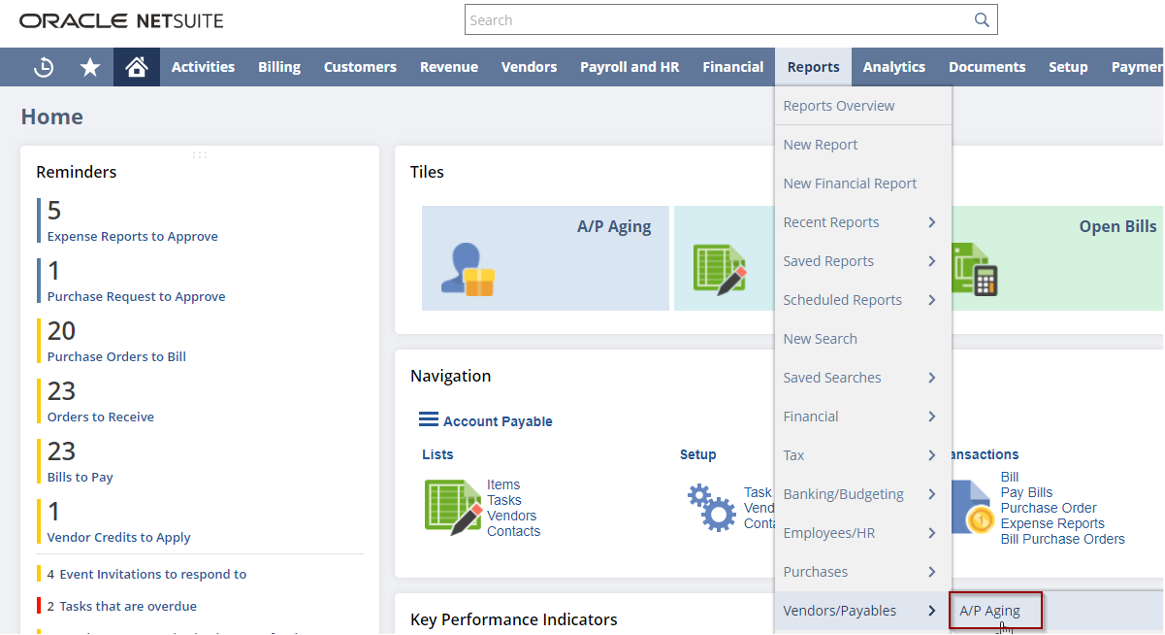 ORACLE NETSUITE
Search
Activities Billing Customers Revenue Vendors Payroll and HR Financial Reports Analytics Documents Setup
Home
Reminders
5
Expense Reports to Approve
1
Purchase Request to Approve
20
Purchase Orders to Bill
23
Orders to Receive
23
Bills to Pay
1
Vendor Credits to Apply
4 Event Invitations to respond to
2 Tasks that are overdue
Tiles
A/P Aging
Open Bills
Navigation
Account Payable
Lists
Items
Tasks
Vendors
Contacts
Setup
Task
Reports Overview
New Report
New Financial Report
Recent Reports
Saved Reports
Scheduled Reports
New Search
Saved Searches
Financial
Tax
Banking/Budgeting
Employees/HR
Purchases
Vendors/Payables
A/P Aging
Bill
Pay Bills
Purchase Order
Expense Reports
Bill Purchase Orders
Key Performance Indicators